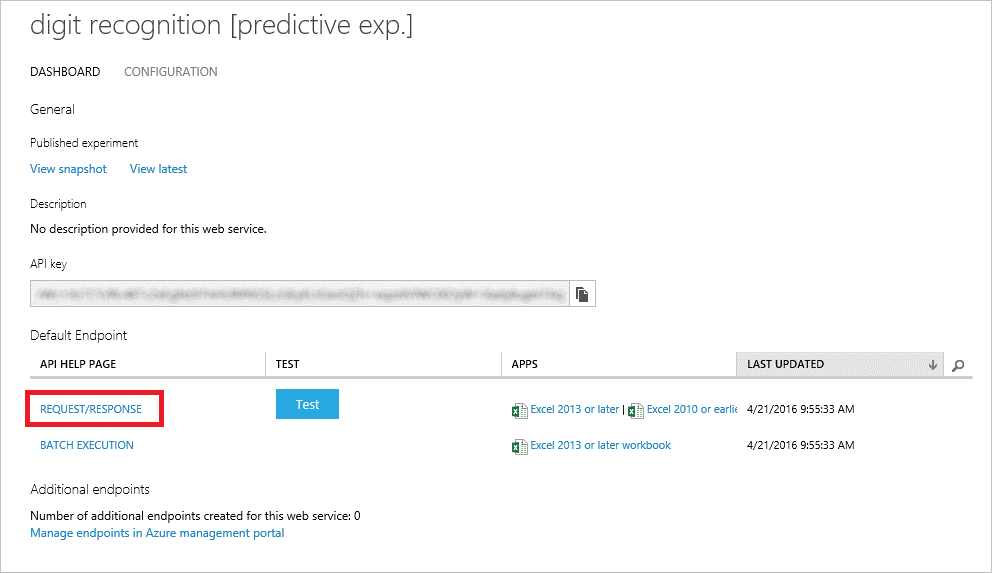 digit recognition [predictive exp.]
DASHBOARD CONFIGURATION
General
Published experiment
View snapshot View latest
Description
No description provided for this web service.
API key
Default Endpoint
API HELP PAGE TEST APPS LAST UPDATED
REQUEST/RESPONSE Test Excel 2013 or later | Excel 2010 or earlie 4/21/2016 9:55:33 AM
BATCH EXECUTION Excel 2013 or later workbook 4/21/2016 9:55:33 AM
Additional endpoints
Number of additional endpoints created for this web service: 0
Manage endpoints in Azure management portal